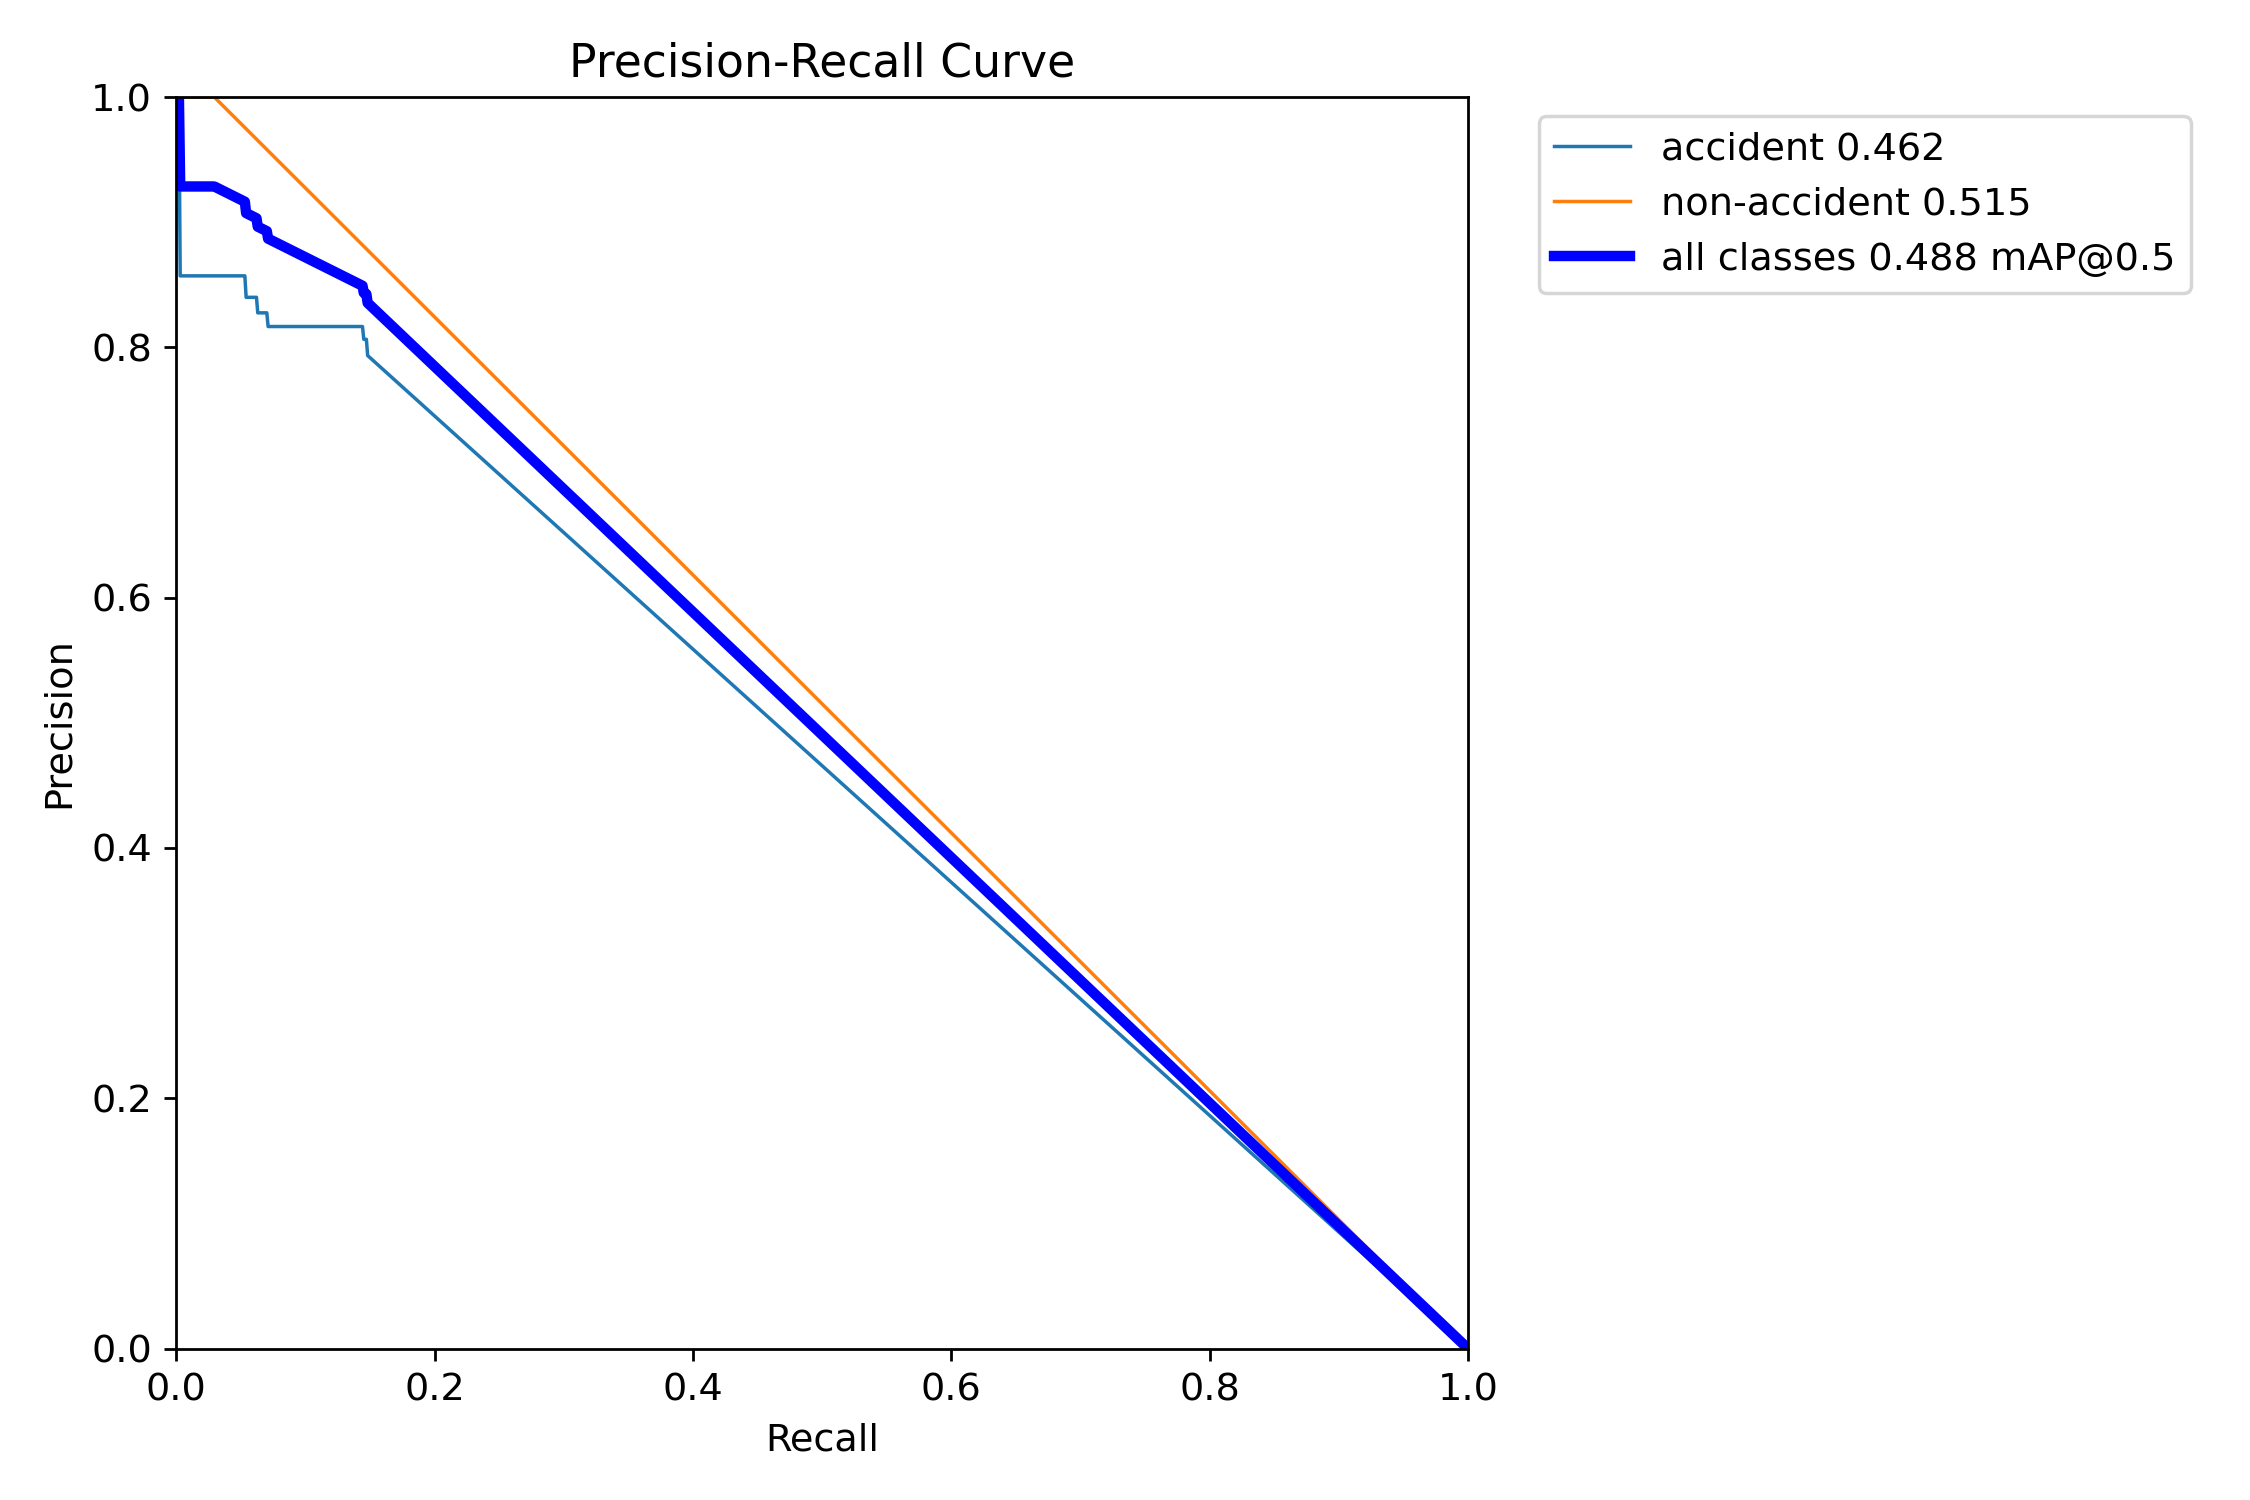 Precision-Recall Curve
accident 0.462
non-accident 0.515
all classes 0.488 mAP@0.5
Precision
1.0
0.8
0.6
0.4
0.2
0.0
0.0 0.2 0.4 0.6 0.8 1.0
Recall